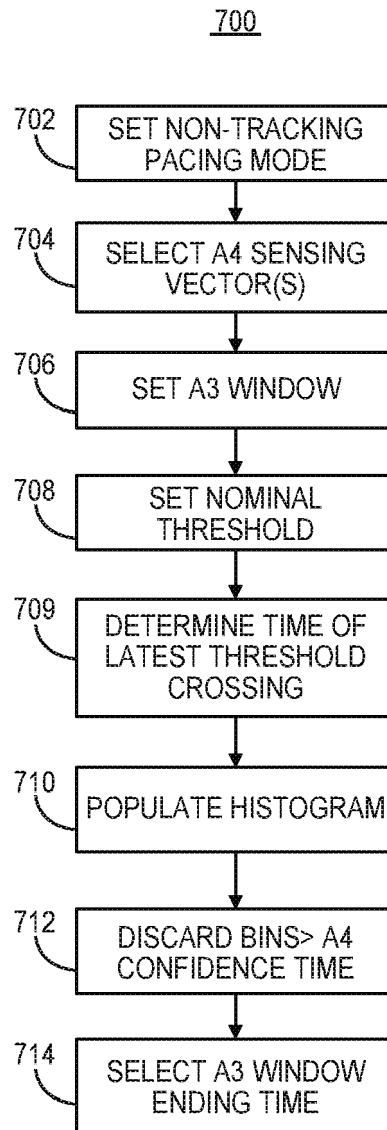 700
702
SET NON-TRACKING
PACING MODE
704
SELECT A4 SENSING
VECTOR(S)
706
SET A3 WINDOW
708
SET NOMINAL
THRESHOLD
709
DETERMINE TIME OF
LATEST THRESHOLD
CROSSING
710
POPULATE HISTOGRAM
712
DISCARD BINS> A4
CONFIDENCE TIME
714
SELECT A3 WINDOW
ENDING TIME